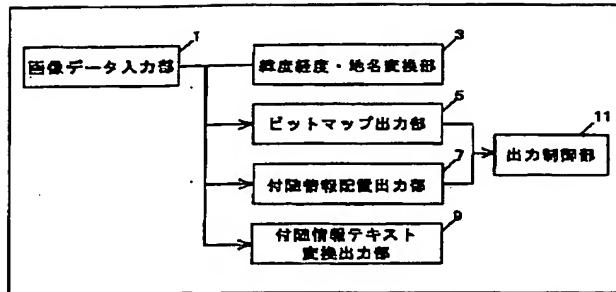 1
画像データ入力部
3
緯度経度・地名変換部
5
ビットマップ出力部
11
出力制御部
7
付随情報配置出力部
9
付随情報テキスト
変換出力部